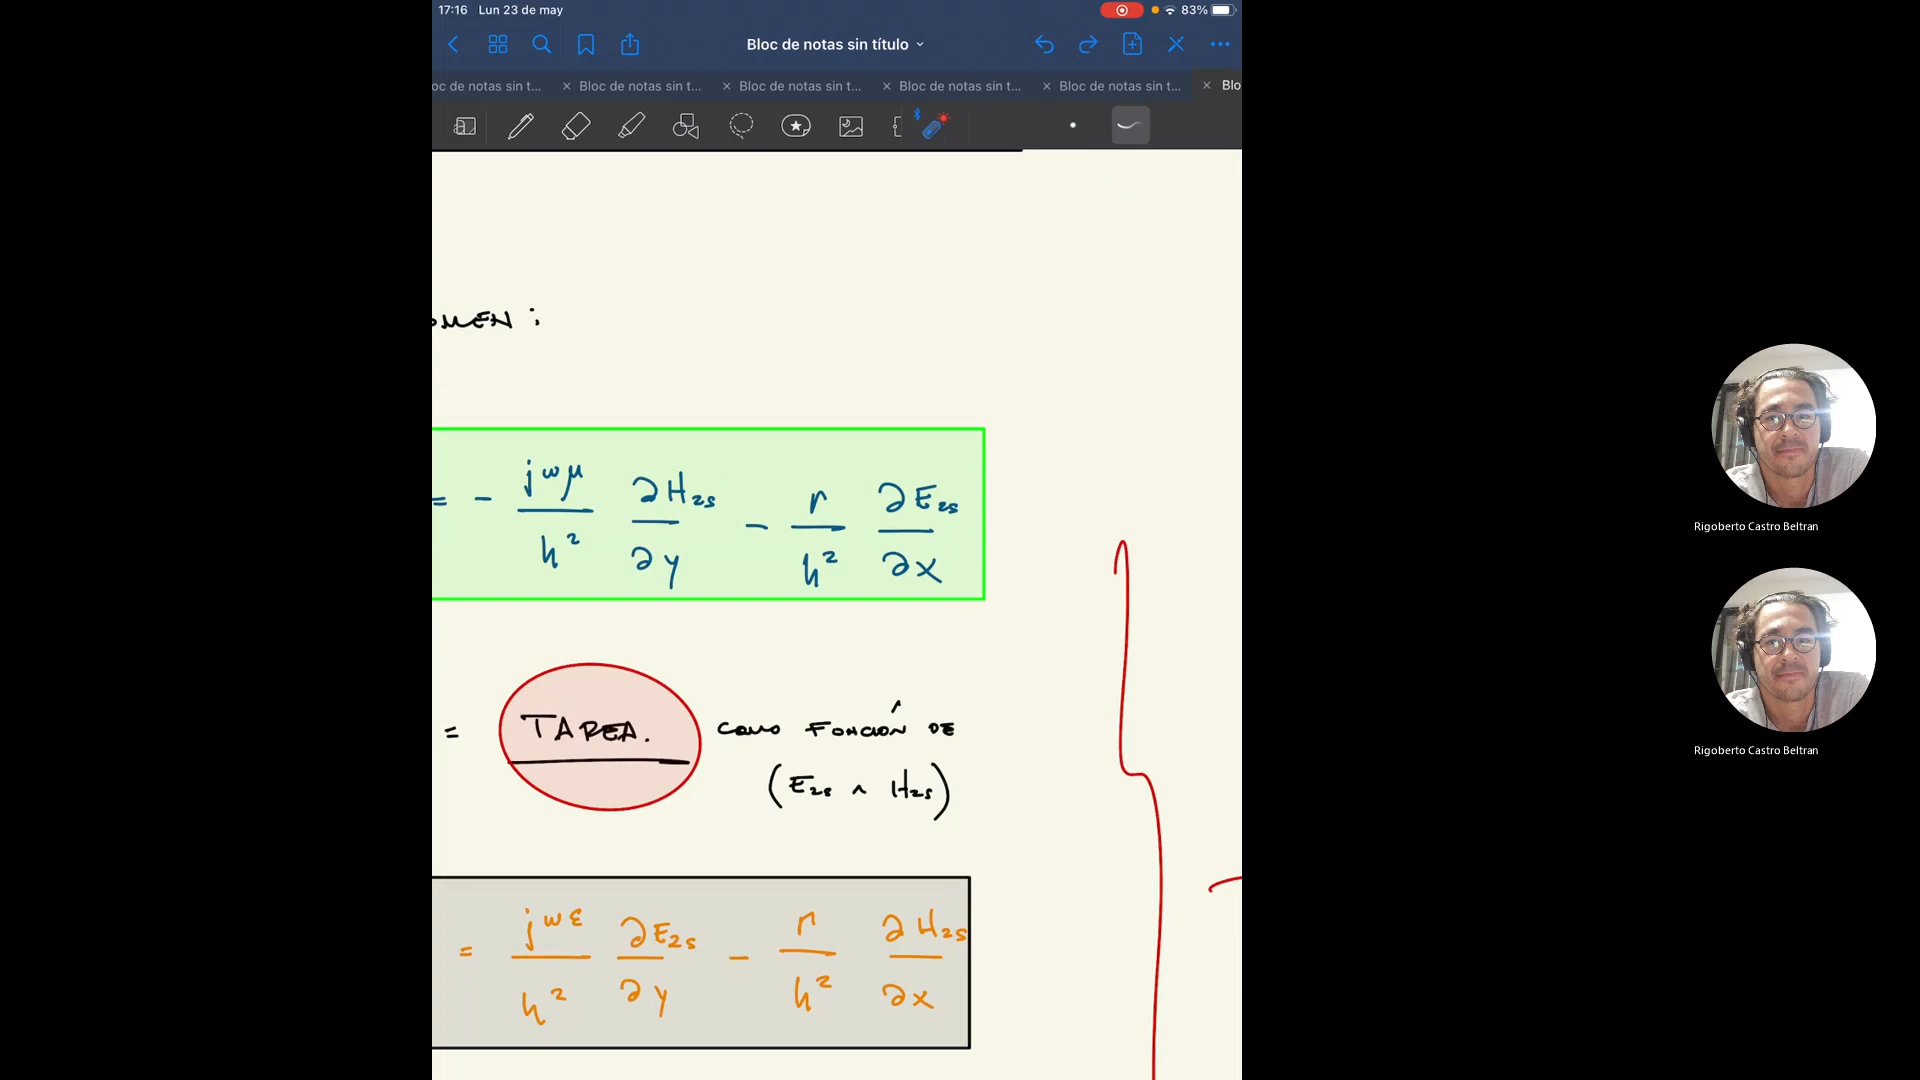 17:16 Lun 23 de may 83%
Bloc de notas sin título
oc de notas sin t... Bloc de notas sin t... Bloc de notas sin t... Bloc de notas sin t... Bloc de notas sin t... Blo
OMEN :
= - jωμ/h² ∂Hzs/∂y - r/h² ∂Ezs/∂x
= TAREA. COMO FUNCIÓN DE
(Ezs ∧ Hzs)
= jωε/h² ∂Ezs/∂y - r/h² ∂Hzs/∂x
Rigoberto Castro Beltran
Rigoberto Castro Beltran